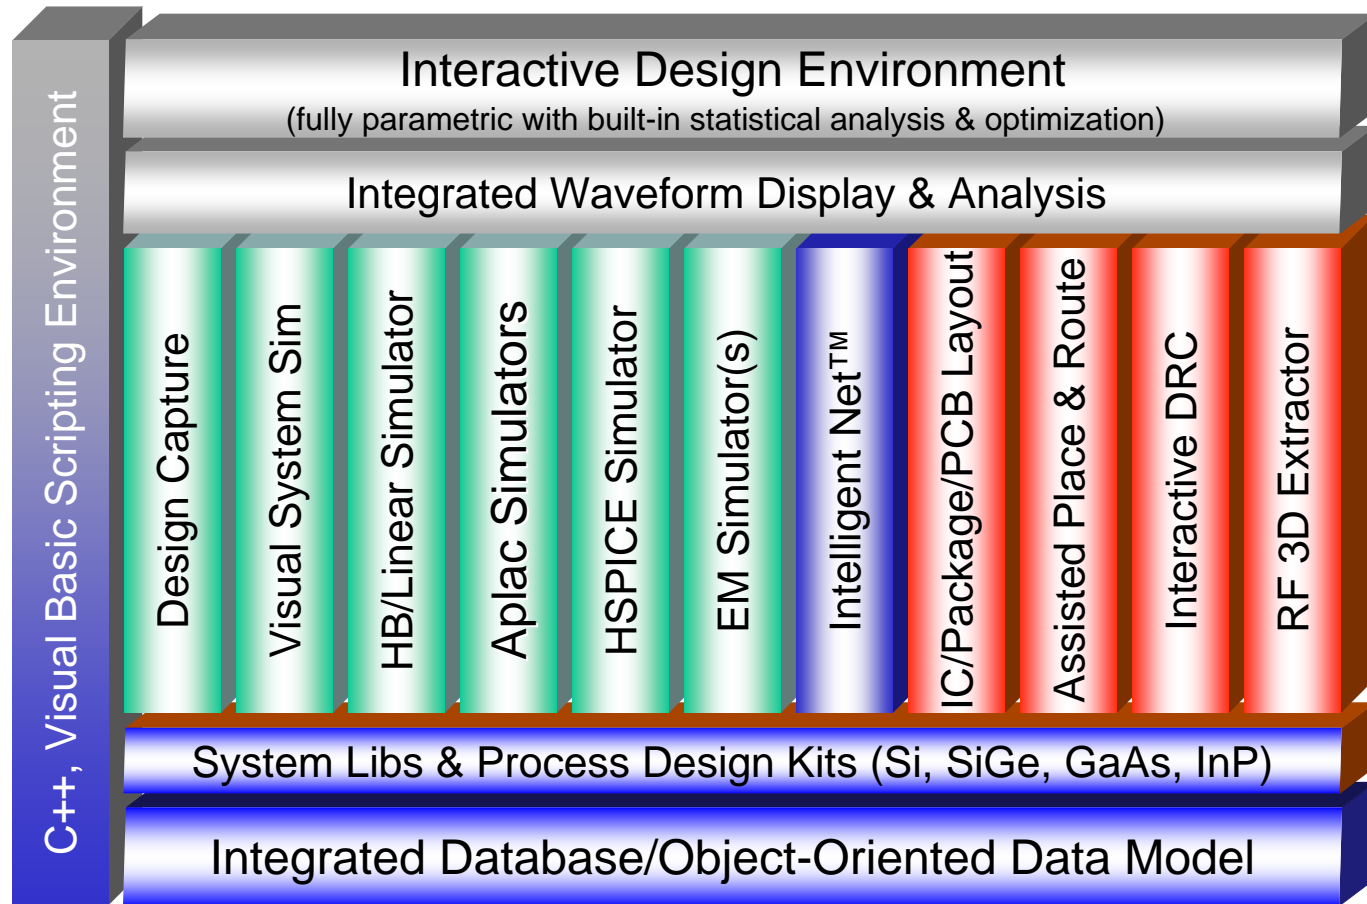 C++, Visual Basic Scripting Environment
Interactive Design Environment
(fully parametric with built-in statistical analysis & optimization)
Integrated Waveform Display & Analysis
Design Capture
Visual System Sim
HB/Linear Simulator
Aplac Simulators
HSPICE Simulator
EM Simulator(s)
Intelligent Net™
IC/Package/PCB Layout
Assisted Place & Route
Interactive DRC
RF 3D Extractor
System Libs & Process Design Kits (Si, SiGe, GaAs, InP)
Integrated Database/Object-Oriented Data Model